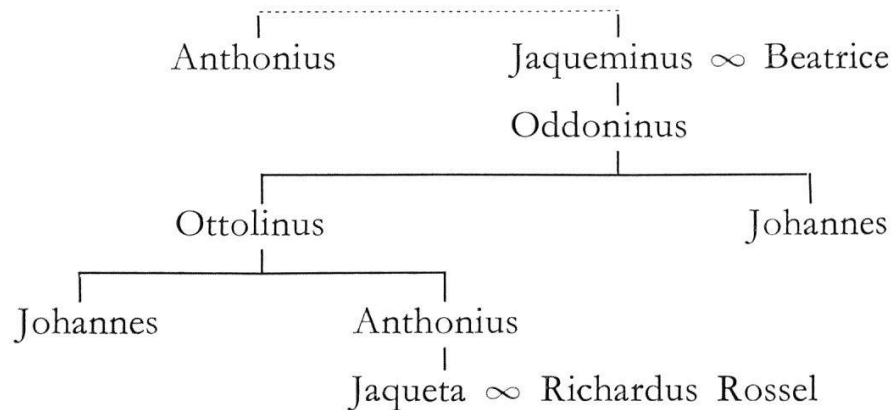 Anthonius Jaqueminus ∞ Beatrice
Oddoninus
Ottolinus Johannes
Johannes Anthonius
Jaqueta ∞ Richardus Rossel